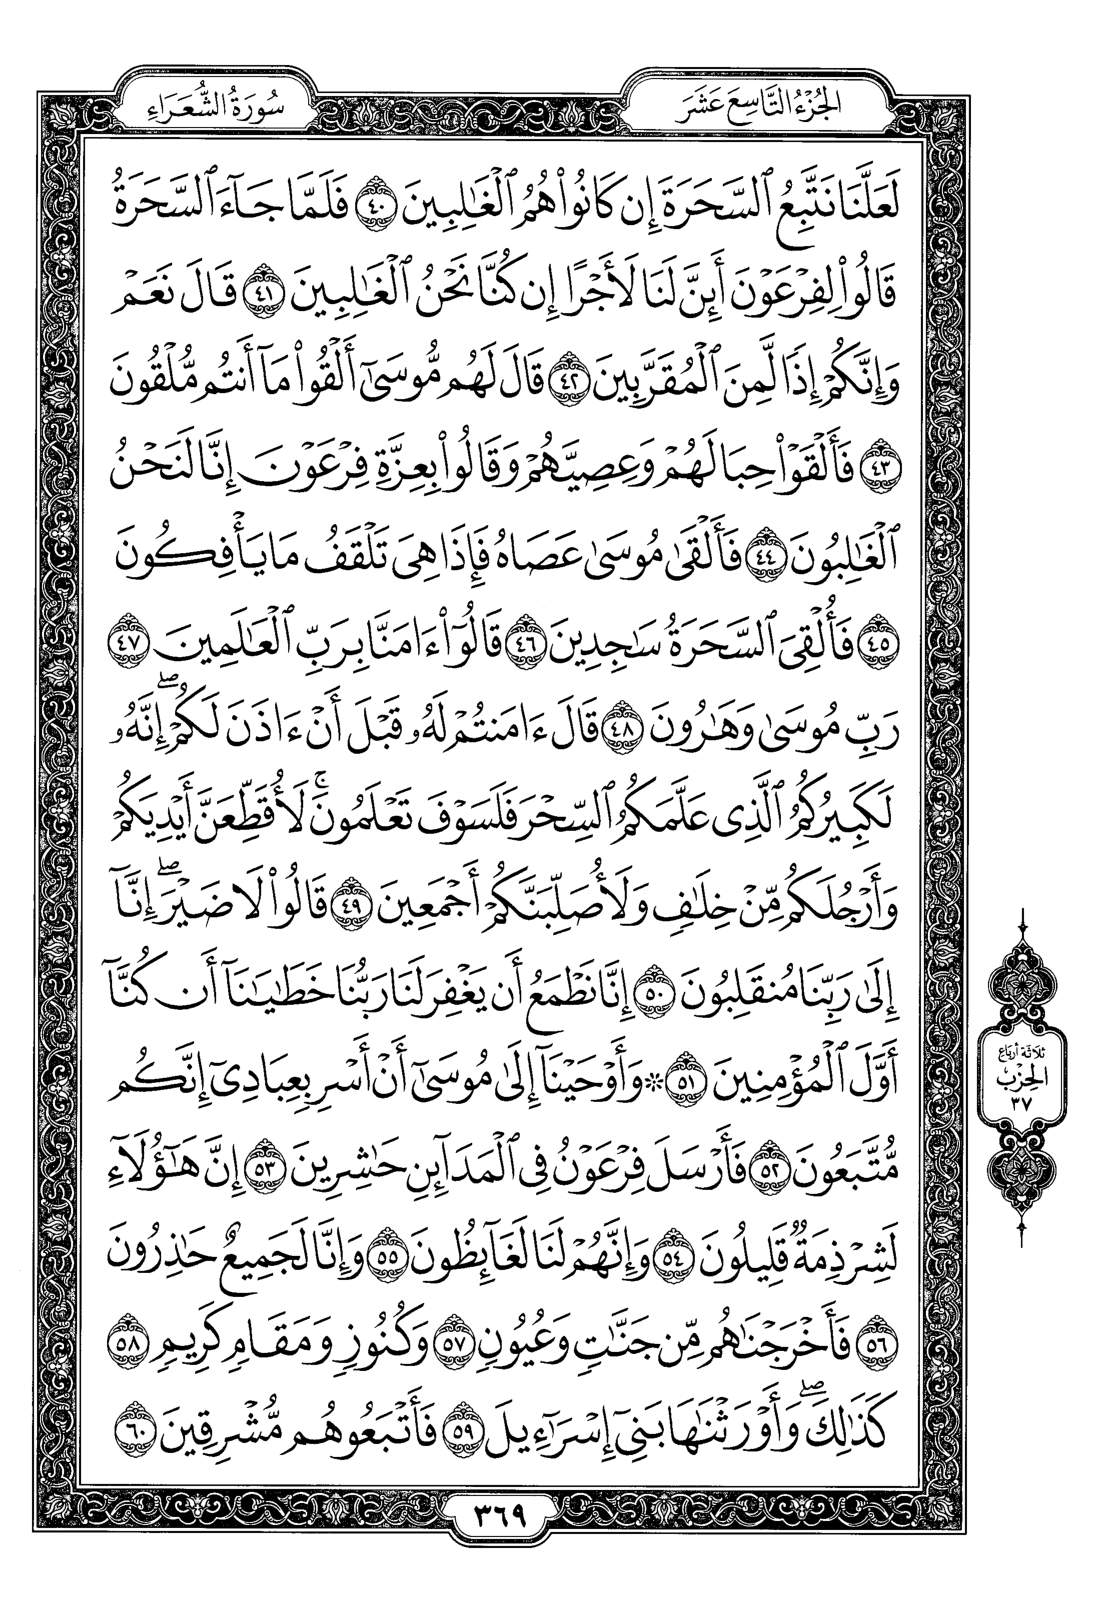 الجُزْءُ التَّاسِعَ عَشَرَ
سُورَةُ الشُّعَرَاءِ
لَعَلَّنَا نَتَّبِعُ ٱلسَّحَرَةَ إِن كَانُواْ هُمُ ٱلْغَٰلِبِينَ ٤٠ فَلَمَّا جَآءَ ٱلسَّحَرَةُ
قَالُواْ لِفِرْعَوْنَ أَئِنَّ لَنَا لَأَجْرًا إِن كُنَّا نَحْنُ ٱلْغَٰلِبِينَ ٤١ قَالَ نَعَمْ
وَإِنَّكُمْ إِذًا لَّمِنَ ٱلْمُقَرَّبِينَ ٤٢ قَالَ لَهُم مُّوسَىٰٓ أَلْقُواْ مَآ أَنتُم مُّلْقُونَ
٤٣ فَأَلْقَوْاْ حِبَالَهُمْ وَعِصِيَّهُمْ وَقَالُواْ بِعِزَّةِ فِرْعَوْنَ إِنَّا لَنَحْنُ
ٱلْغَٰلِبُونَ ٤٤ فَأَلْقَىٰ مُوسَىٰ عَصَاهُ فَإِذَا هِىَ تَلْقَفُ مَا يَأْفِكُونَ
٤٥ فَأُلْقِىَ ٱلسَّحَرَةُ سَٰجِدِينَ ٤٦ قَالُوٓاْ ءَامَنَّا بِرَبِّ ٱلْعَٰلَمِينَ ٤٧
رَبِّ مُوسَىٰ وَهَٰرُونَ ٤٨ قَالَ ءَامَنتُمْ لَهُۥ قَبْلَ أَنْ ءَاذَنَ لَكُمْ ۖ إِنَّهُۥ
لَكَبِيرُكُمُ ٱلَّذِى عَلَّمَكُمُ ٱلسِّحْرَ فَلَسَوْفَ تَعْلَمُونَ ۚ لَأُقَطِّعَنَّ أَيْدِيَكُمْ
وَأَرْجُلَكُم مِّنْ خِلَٰفٍ وَلَأُصَلِّبَنَّكُمْ أَجْمَعِينَ ٤٩ قَالُواْ لَا ضَيْرَ ۖ إِنَّآ
إِلَىٰ رَبِّنَا مُنقَلِبُونَ ٥٠ إِنَّا نَطْمَعُ أَن يَغْفِرَ لَنَا رَبُّنَا خَطَٰيَٰنَآ أَن كُنَّآ
أَوَّلَ ٱلْمُؤْمِنِينَ ٥١ ۞ وَأَوْحَيْنَآ إِلَىٰ مُوسَىٰٓ أَنْ أَسْرِ بِعِبَادِىٓ إِنَّكُم
مُّتَّبَعُونَ ٥٢ فَأَرْسَلَ فِرْعَوْنُ فِى ٱلْمَدَآئِنِ حَٰشِرِينَ ٥٣ إِنَّ هَٰٓؤُلَآءِ
لَشِرْذِمَةٌ قَلِيلُونَ ٥٤ وَإِنَّهُمْ لَنَا لَغَآئِظُونَ ٥٥ وَإِنَّا لَجَمِيعٌ حَٰذِرُونَ
٥٦ فَأَخْرَجْنَٰهُم مِّن جَنَّٰتٍ وَعُيُونٍ ٥٧ وَكُنُوزٍ وَمَقَامٍ كَرِيمٍ ٥٨
كَذَٰلِكَ ۖ وَأَوْرَثْنَٰهَا بَنِىٓ إِسْرَٰٓءِيلَ ٥٩ فَأَتْبَعُوهُم مُّشْرِقِينَ ٦٠
ثلاثة أرباع
الحِزْب
٣٧
٣٦٩